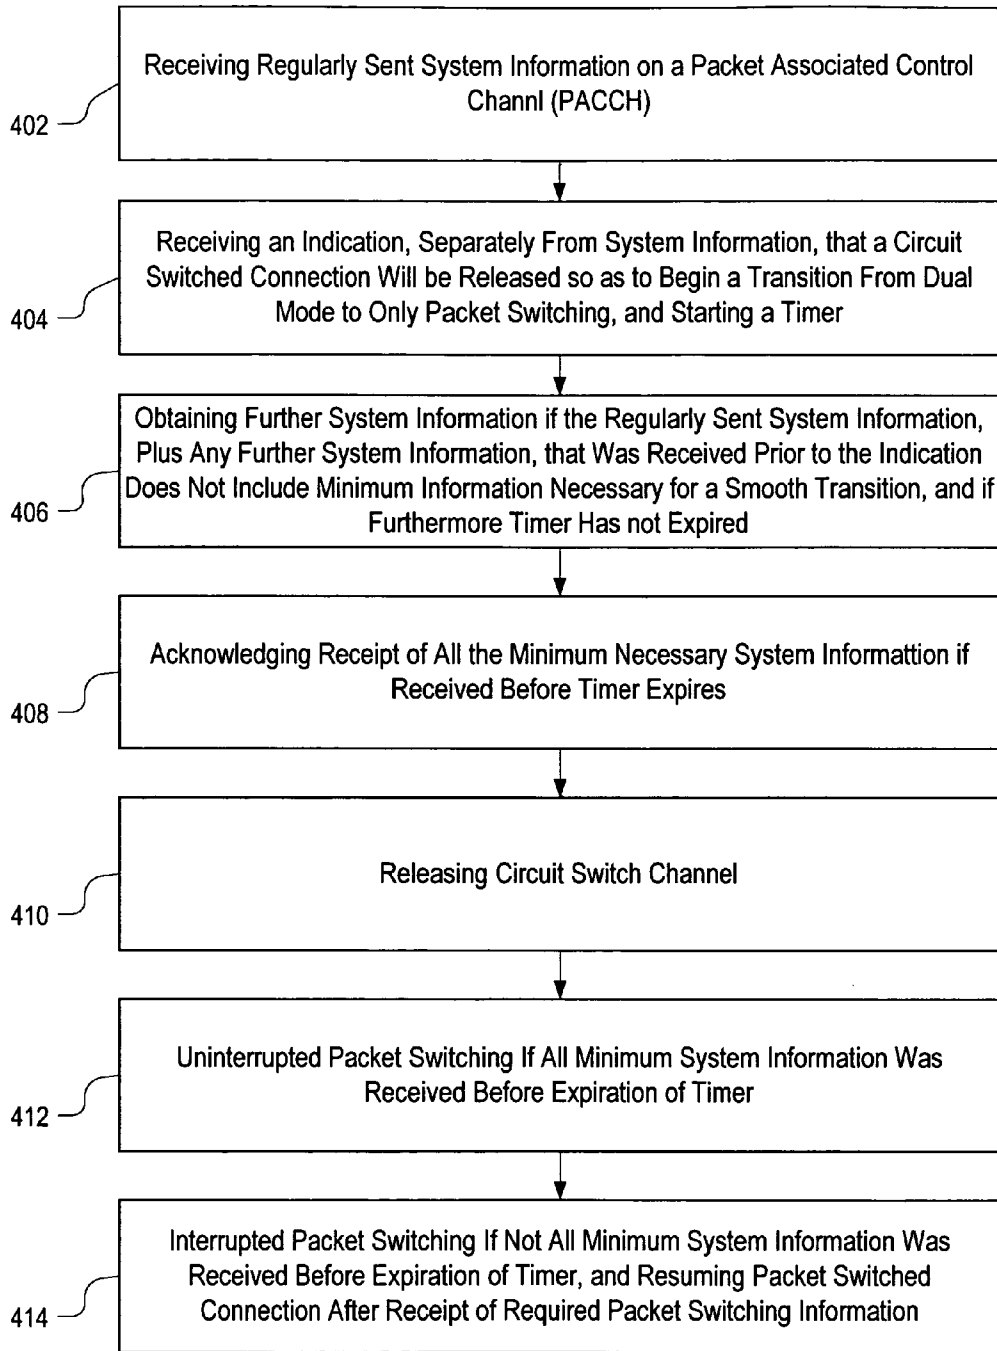 Receiving Regularly Sent System Information on a Packet Associated Control
Channl (PACCH)
402
Receiving an Indication, Separately From System Information, that a Circuit
Switched Connection Will be Released so as to Begin a Transition From Dual
Mode to Only Packet Switching, and Starting a Timer
404
Obtaining Further System Information if the Regularly Sent System Information,
Plus Any Further System Information, that Was Received Prior to the Indication
Does Not Include Minimum Information Necessary for a Smooth Transition, and if
Furthermore Timer Has not Expired
406
Acknowledging Receipt of All the Minimum Necessary System Informattion if
Received Before Timer Expires
408
Releasing Circuit Switch Channel
410
Uninterrupted Packet Switching If All Minimum System Information Was
Received Before Expiration of Timer
412
Interrupted Packet Switching If Not All Minimum System Information Was
Received Before Expiration of Timer, and Resuming Packet Switched
Connection After Receipt of Required Packet Switching Information
414